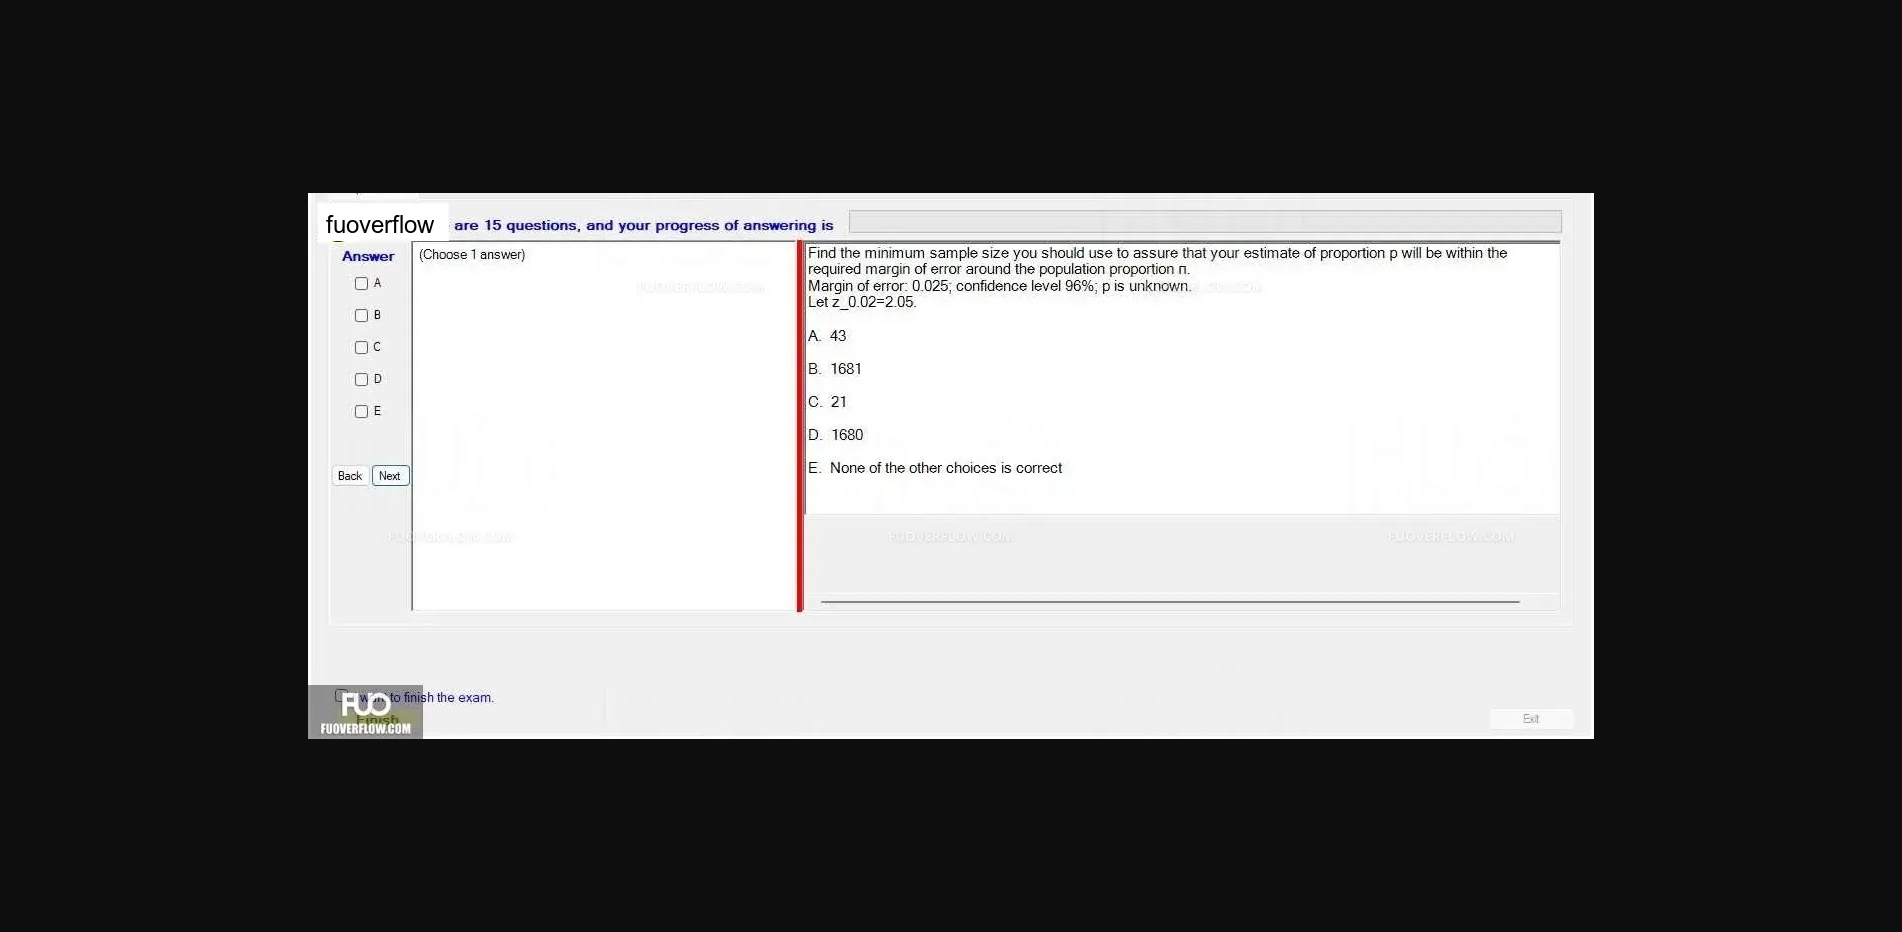 fuoverflow are 15 questions, and your progress of answering is
Answer
(Choose 1 answer)
A
B
C
D
E
Back Next
Find the minimum sample size you should use to assure that your estimate of proportion p will be within the
required margin of error around the population proportion π.
Margin of error: 0.025; confidence level 96%; p is unknown.
Let z_0.02=2.05.
A. 43
B. 1681
C. 21
D. 1680
E. None of the other choices is correct
FUOVERFLOW.COM
FUOVERFLOW.COM
FUOVERFLOW.COM
FUOVERFLOW.COM
want to finish the exam.
FUO
Finish
FUOVERFLOW.COM
Exit